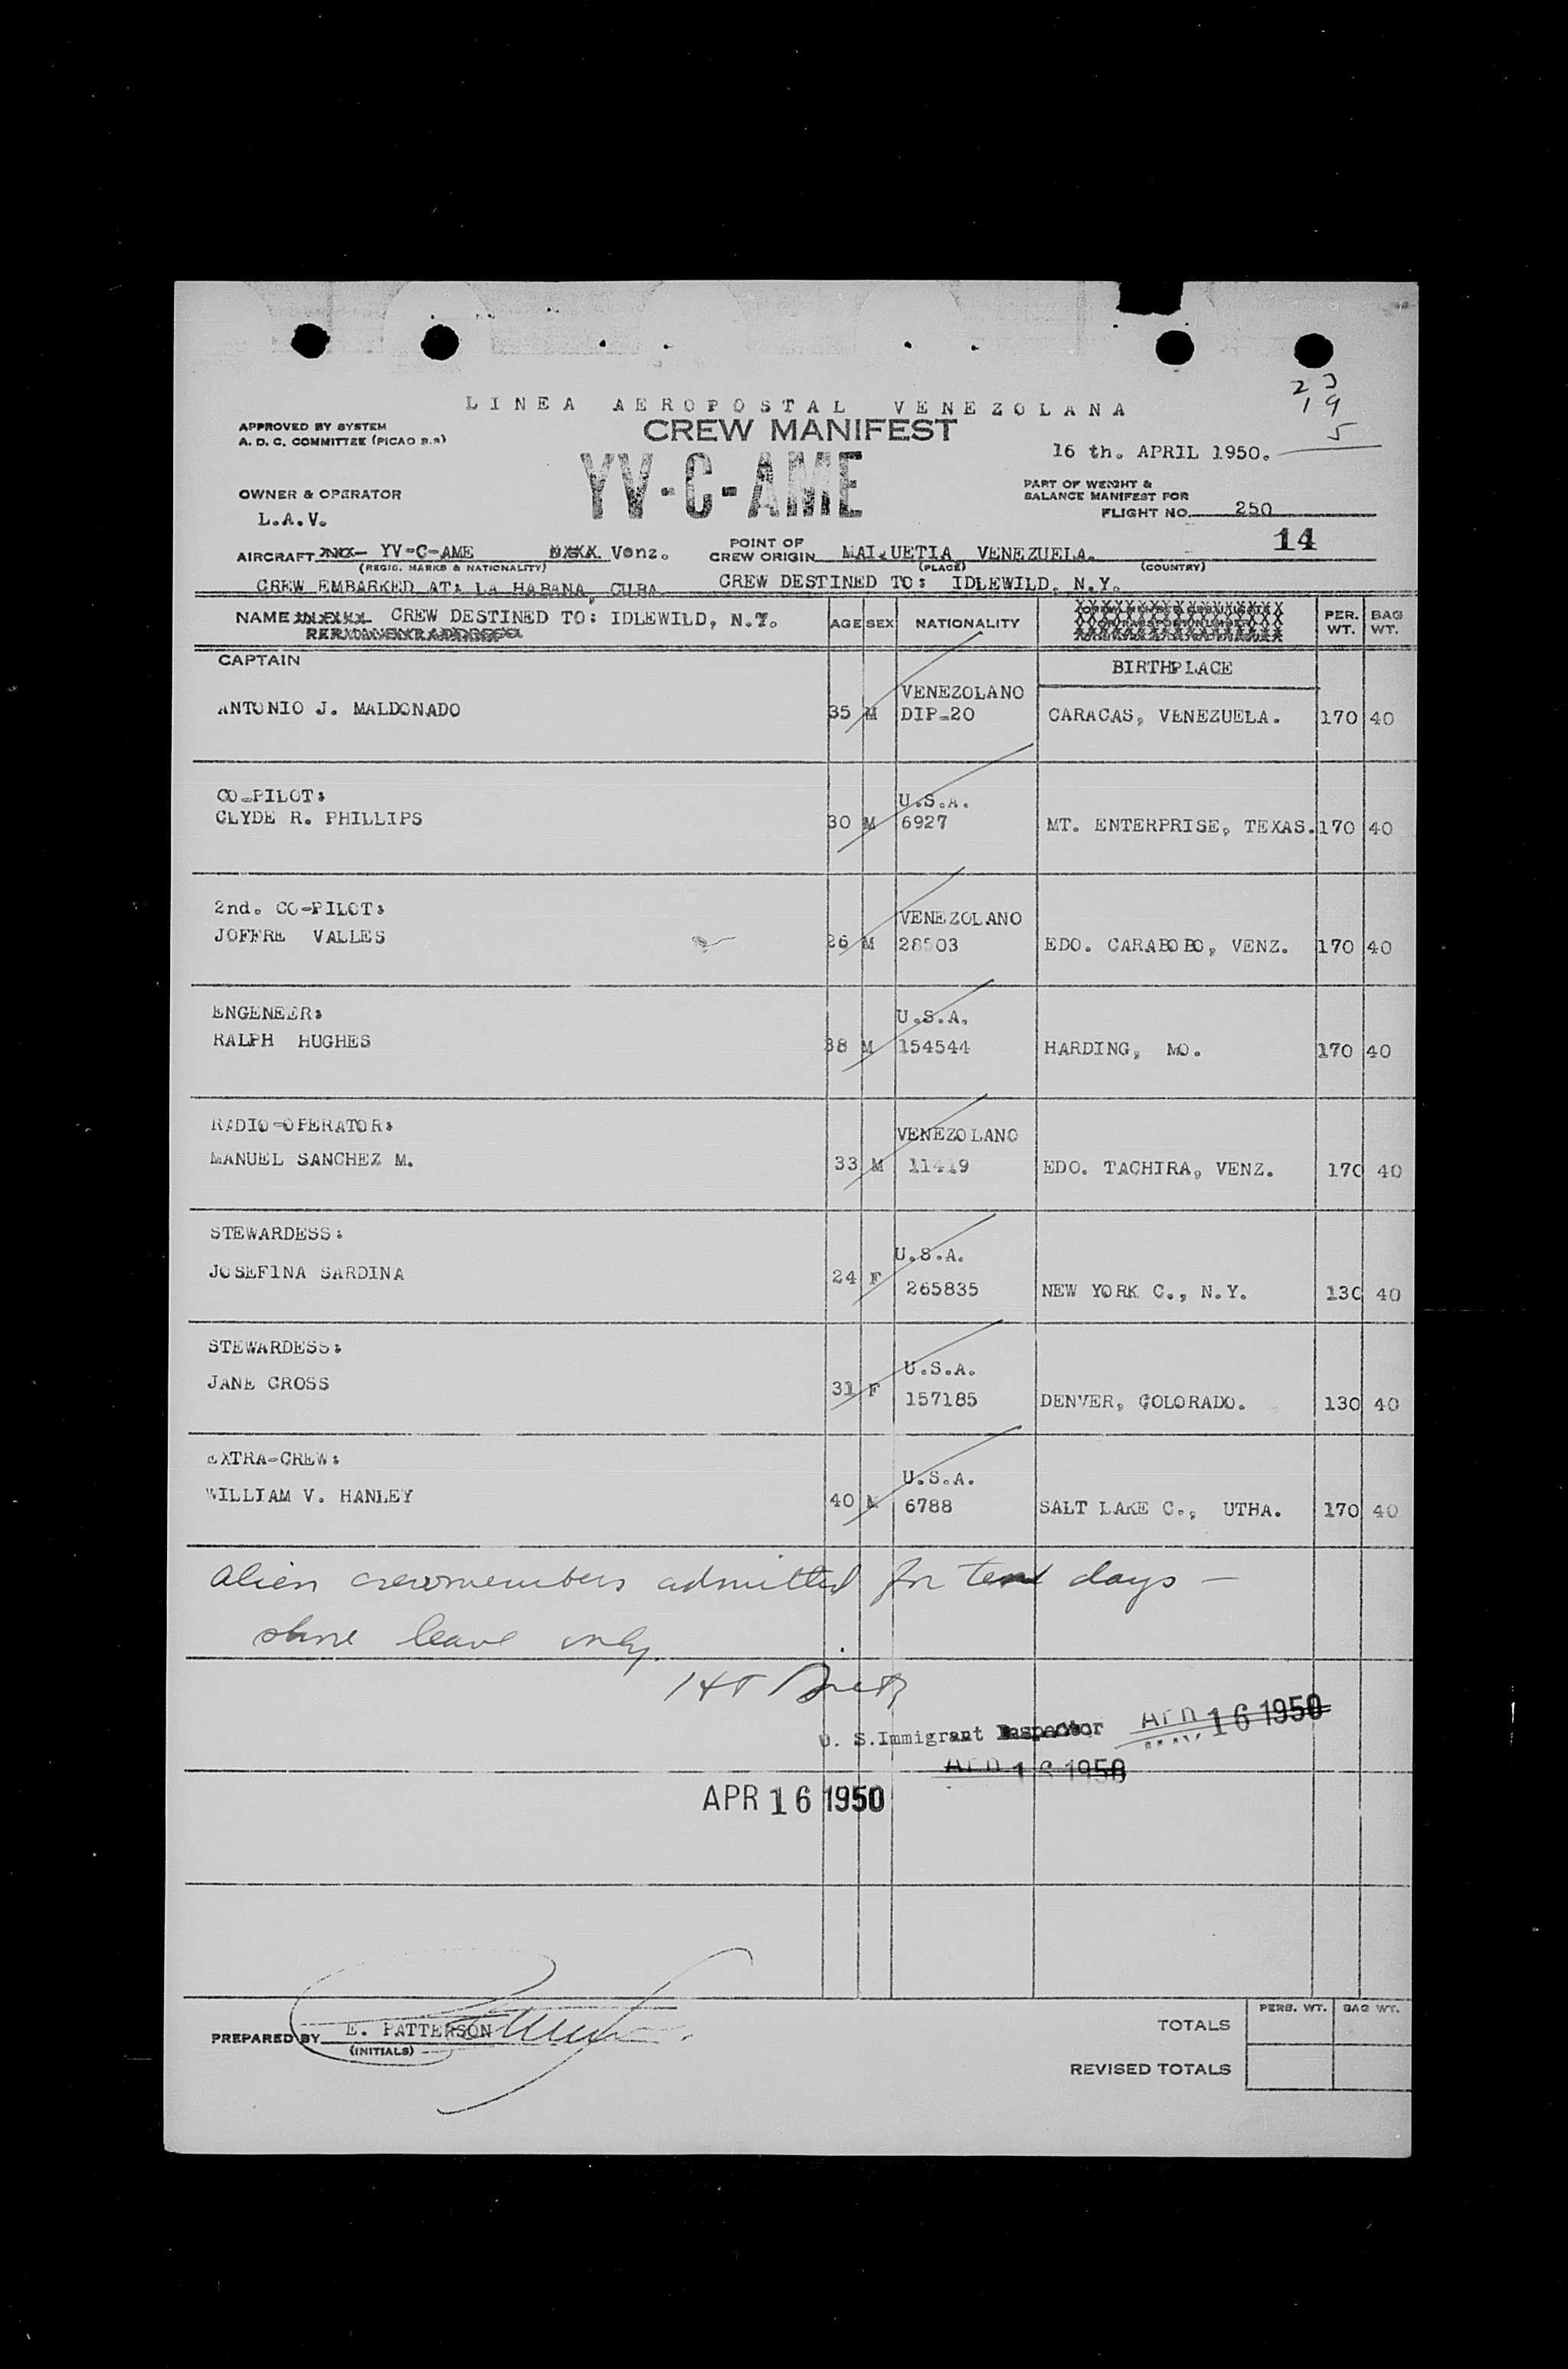 LINEA AEROPOSTAL VENEZOLANA
CREW MANIFEST
APPROVED BY SYSTEM
A. D. C. COMMITTEE (PICAO 2.2)
23
19
5
16 th. APRIL 1950.
YV-C-AME
OWNER & OPERATOR
L.A.V.
PART OF WEIGHT &
BALANCE MANIFEST FOR
FLIGHT NO. 250
14
AIRCRAFT YV-C-AME Venz.
(REGIS. MARKS & NATIONALITY)
POINT OF
CREW ORIGIN MAIQUETIA VENEZUELA.
(PLACE) (COUNTRY)
CREW EMBARKED AT: LA HABANA, CUBA CREW DESTINED TO: IDLEWILD, N.Y.
NAME CREW DESTINED TO: IDLEWILD, N.Y. AGE SEX NATIONALITY PER. WT. BAG WT.
CAPTAIN BIRTHPLACE
VENEZOLANO
ANTONIO J. MALDONADO 35 M DIP-20 CARACAS, VENEZUELA. 170 40
CO-PILOT: U.S.A.
CLYDE R. PHILLIPS 30 M 6927 MT. ENTERPRISE, TEXAS. 170 40
2nd. CO-PILOT: VENEZOLANO
JOFFRE VALLES 26 M EDO. CARABOBO, VENZ. 170 40
ENGENEER: U.S.A.
RALPH HUGHES 38 M 154544 HARDING, MO. 170 40
RADIO-OPERATOR: VENEZOLANO
MANUEL SANCHEZ M. 33 M EDO. TACHIRA, VENZ. 170 40
STEWARDESS: U.S.A.
JOSEFINA SARDINA 24 F 265835 NEW YORK C., N.Y. 130 40
STEWARDESS: U.S.A.
JANE CROSS 31 F 157185 DENVER, COLORADO. 130 40
EXTRA-CREW: U.S.A.
WILLIAM V. HANLEY 40 M 6788 SALT LAKE C., UTHA. 170 40
Alien crewmembers admitted for ten days —
shore leave only.
U. S. Immigrant Inspector APR 16 1950
APR 16 1950
APR 16 1950
PREPARED BY E. PATTERSON
(INITIALS)
PERS. WT. BAG WT.
TOTALS
REVISED TOTALS